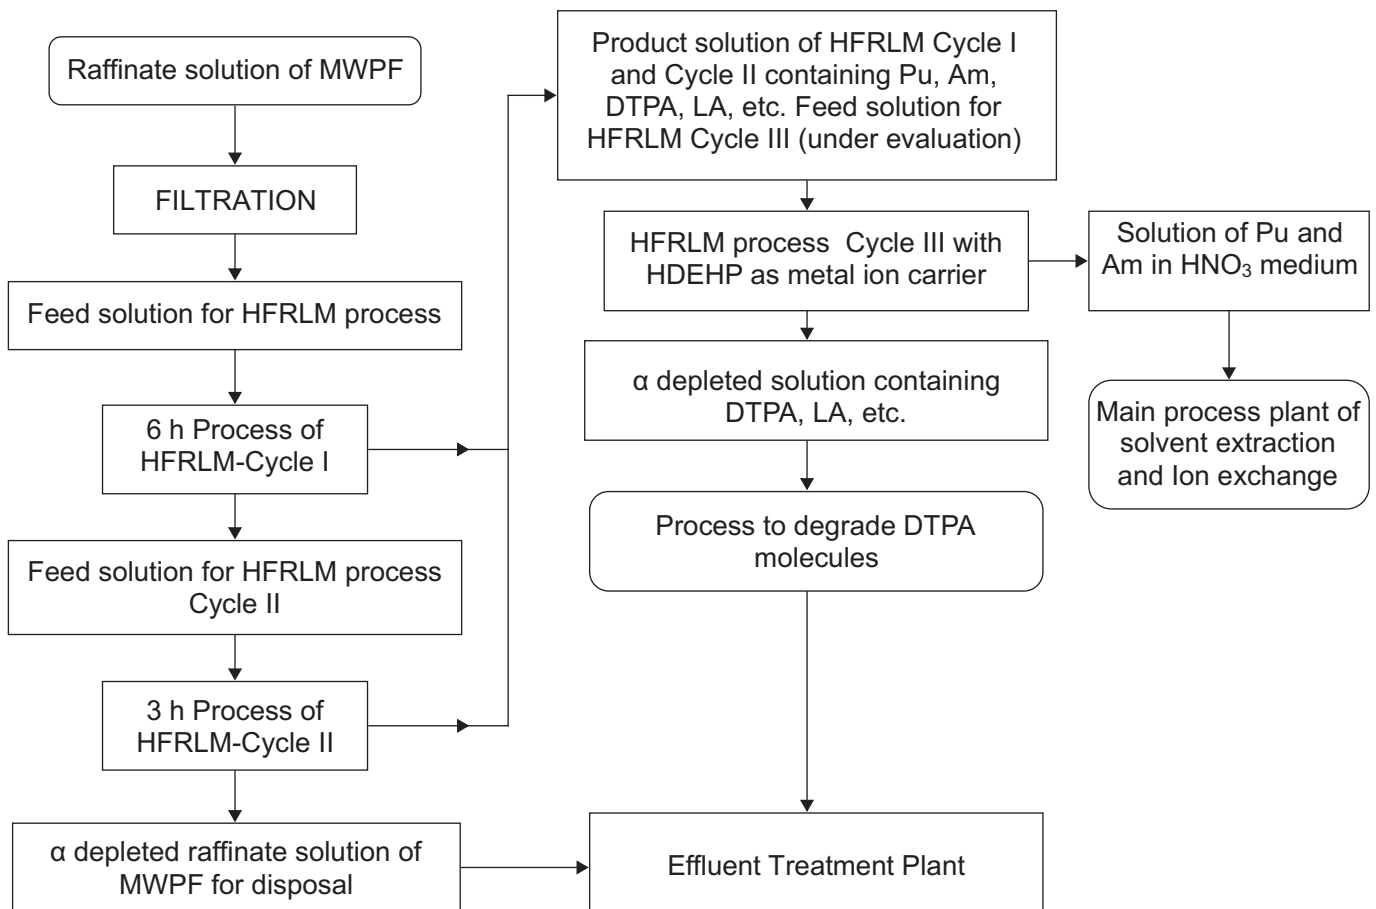 Raffinate solution of MWPF
FILTRATION
Feed solution for HFRLM process
6 h Process of
HFRLM-Cycle I
Feed solution for HFRLM process
Cycle II
3 h Process of
HFRLM-Cycle II
α depleted raffinate solution of
MWPF for disposal
Product solution of HFRLM Cycle I
and Cycle II containing Pu, Am,
DTPA, LA, etc. Feed solution for
HFRLM Cycle III (under evaluation)
HFRLM process Cycle III with
HDEHP as metal ion carrier
α depleted solution containing
DTPA, LA, etc.
Process to degrade DTPA
molecules
Effluent Treatment Plant
Solution of Pu and
Am in HNO₃ medium
Main process plant of
solvent extraction
and Ion exchange